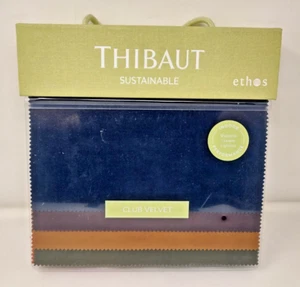 THIBAUT
SUSTAINABLE
ethos
CLUB VELVET